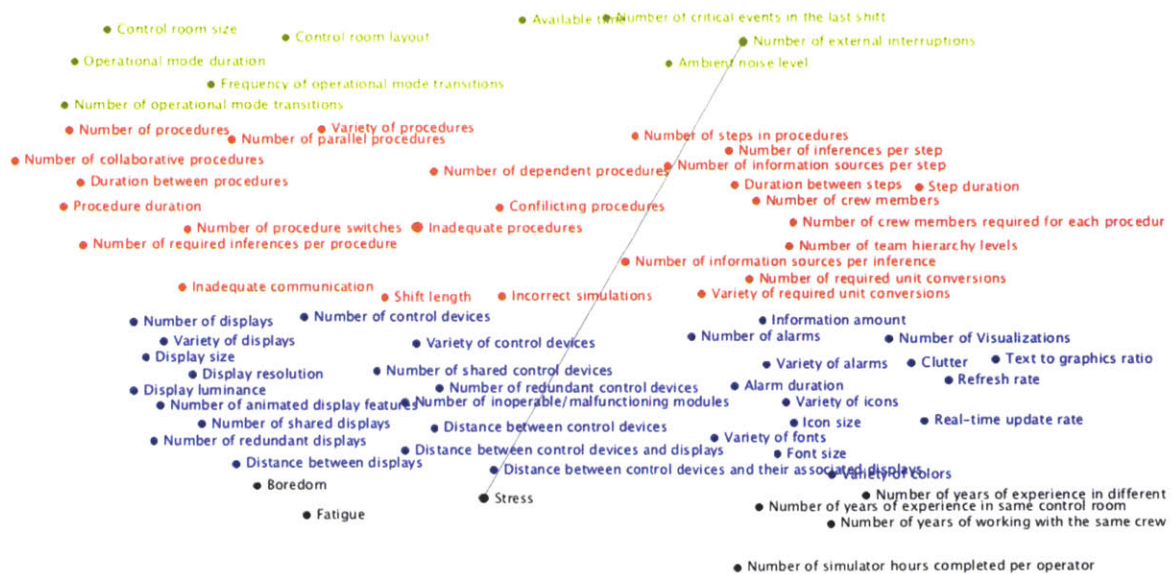 Available time
Number of critical events in the last shift
Control room size
Control room layout
Number of external interruptions
Operational mode duration
Ambient noise level
Frequency of operational mode transitions
Number of operational mode transitions
Number of procedures
Variety of procedures
Number of parallel procedures
Number of steps in procedures
Number of inferences per step
Number of collaborative procedures
Number of dependent procedures
Number of information sources per step
Duration between procedures
Duration between steps
Step duration
Procedure duration
Confilicting procedures
Number of crew members
Number of procedure switches
Inadequate procedures
Number of crew members required for each procedur
Number of required inferences per procedure
Number of team hierarchy levels
Number of information sources per inference
Inadequate communication
Number of required unit conversions
Shift length
Incorrect simulations
Variety of required unit conversions
Number of displays
Number of control devices
Information amount
Variety of displays
Variety of control devices
Number of alarms
Number of Visualizations
Display size
Number of shared control devices
Variety of alarms
Clutter
Text to graphics ratio
Display resolution
Refresh rate
Display luminance
Number of redundant control devices
Alarm duration
Number of animated display features
Number of inoperable/malfunctioning modules
Variety of icons
Number of shared displays
Distance between control devices
Icon size
Real-time update rate
Number of redundant displays
Variety of fonts
Distance between control devices and displays
Font size
Distance between displays
Distance between control devices and their associated displays
Variety of colors
Boredom
Stress
Number of years of experience in different
Number of years of experience in same control room
Fatigue
Number of years of working with the same crew
Number of simulator hours completed per operator